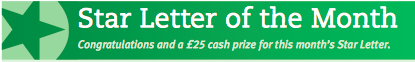 Star Letter of the Month
Congratulations and a £25 cash prize for this month's Star Letter.